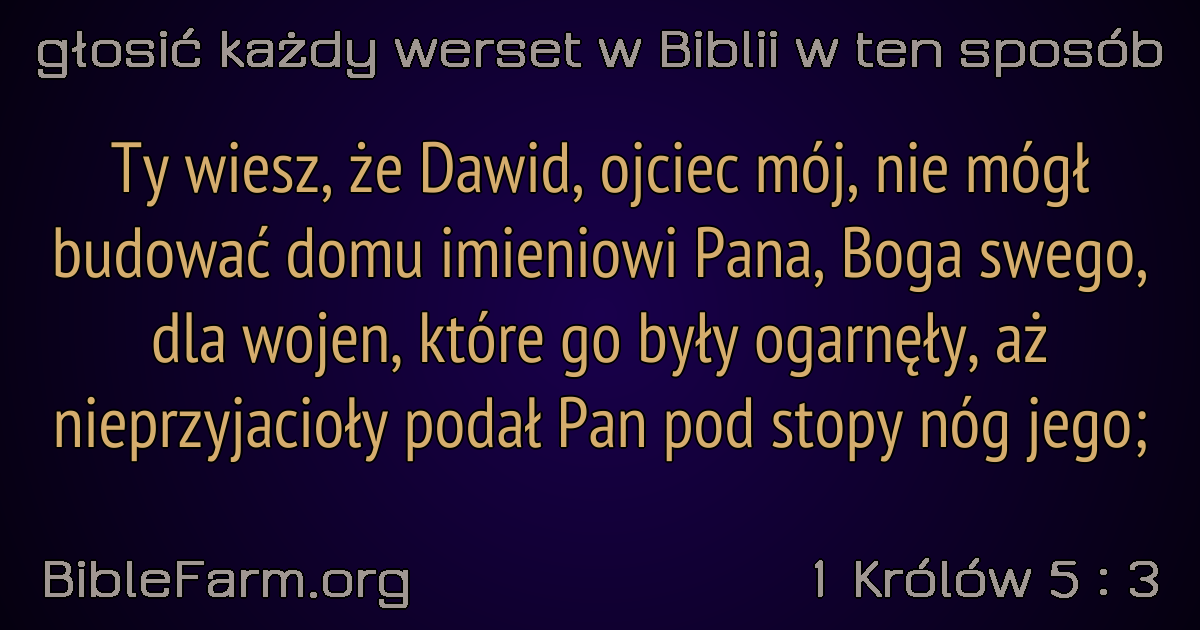 głosić każdy werset w Biblii w ten sposób
Ty wiesz, że Dawid, ojciec mój, nie mógł
budować domu imieniowi Pana, Boga swego,
dla wojen, które go były ogarnęły, aż
nieprzyjacioły podał Pan pod stopy nóg jego;
BibleFarm.org
1 Królów 5 : 3